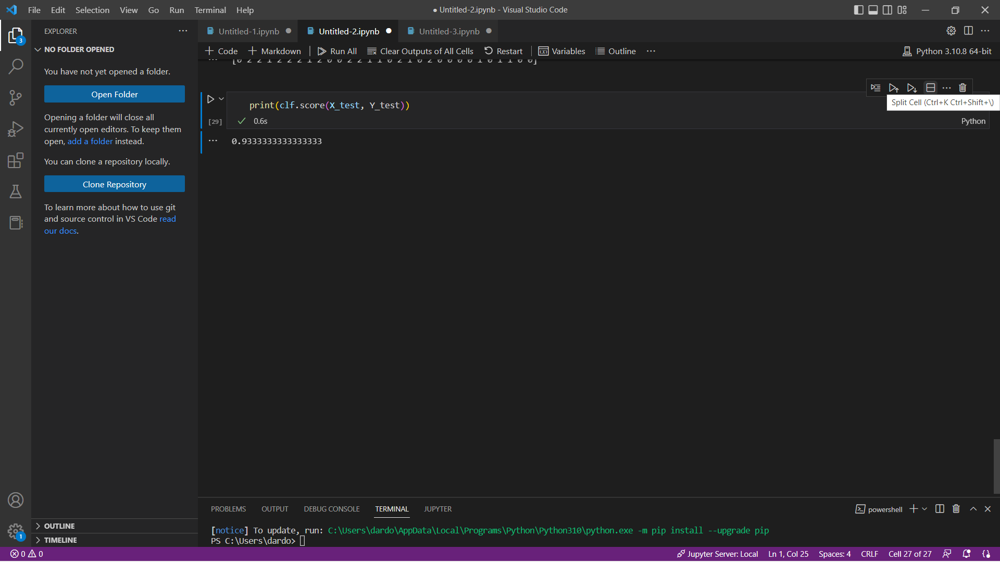 File Edit Selection View Go Run Terminal Help
● Untitled-2.ipynb - Visual Studio Code
EXPLORER
Untitled-1.ipynb
Untitled-2.ipynb
Untitled-3.ipynb
NO FOLDER OPENED
Code Markdown Run All Clear Outputs of All Cells Restart Variables Outline ...
Python 3.10.8 64-bit
You have not yet opened a folder.
Open Folder
Opening a folder will close all
currently open editors. To keep them
open, add a folder instead.
You can clone a repository locally.
Clone Repository
To learn more about how to use git
and source control in VS Code read
our docs.
3
Split Cell (Ctrl+K Ctrl+Shift+\)
print(clf.score(X_test, Y_test))
[29]
0.6s
Python
0.9333333333333333
OUTLINE
TIMELINE
1
PROBLEMS OUTPUT DEBUG CONSOLE TERMINAL JUPYTER
powershell
[notice] To update, run: C:\Users\dardo\AppData\Local\Programs\Python\Python310\python.exe -m pip install --upgrade pip
PS C:\Users\dardo>
0 0
Jupyter Server: Local Ln 1, Col 25 Spaces: 4 CRLF Cell 27 of 27